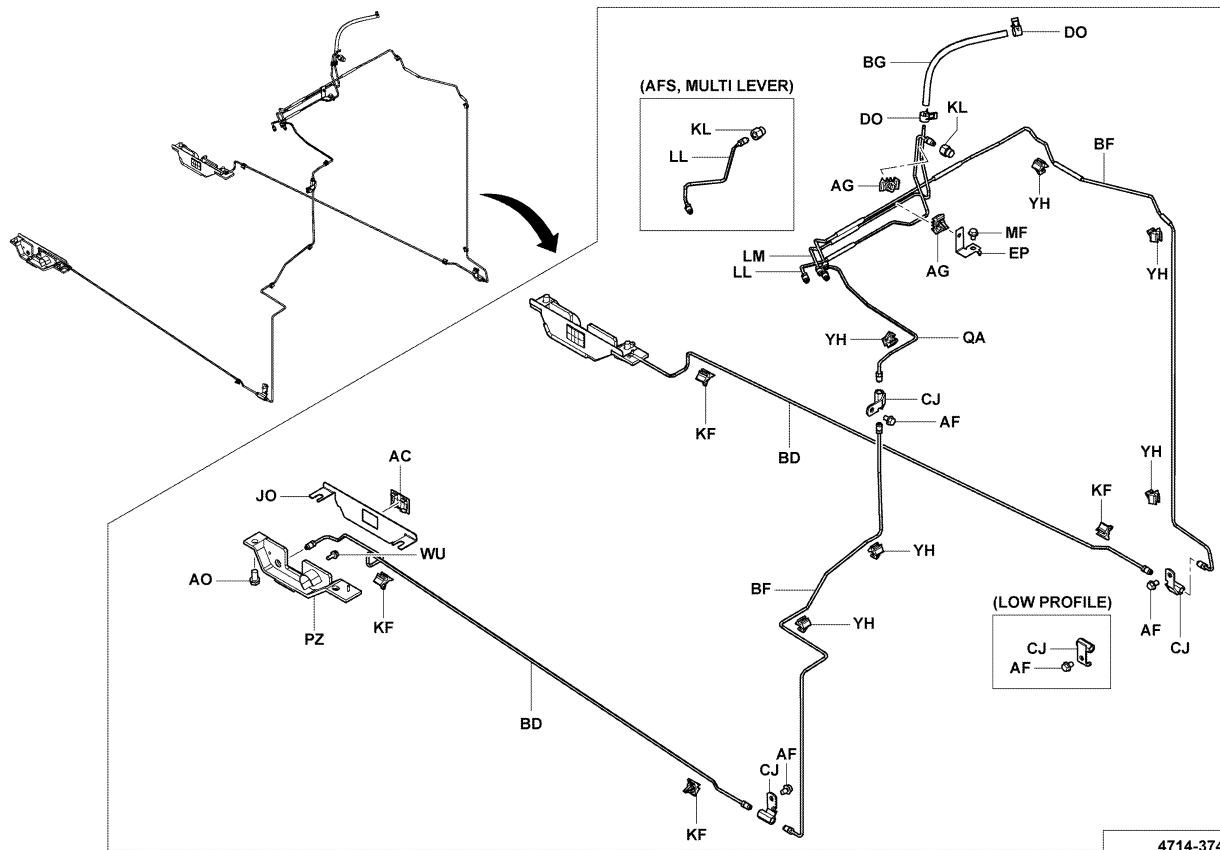 DO
BG
(AFS, MULTI LEVER)
DO
KL
KL
LL
BF
AG
YH
MF
LM
AG
EP
YH
LL
YH
QA
CJ
KF
AF
BD
AC
YH
JO
KF
WU
AO
YH
BF
(LOW PROFILE)
KF
YH
AF
PZ
CJ
CJ
AF
BD
AF
CJ
KF
4714-374